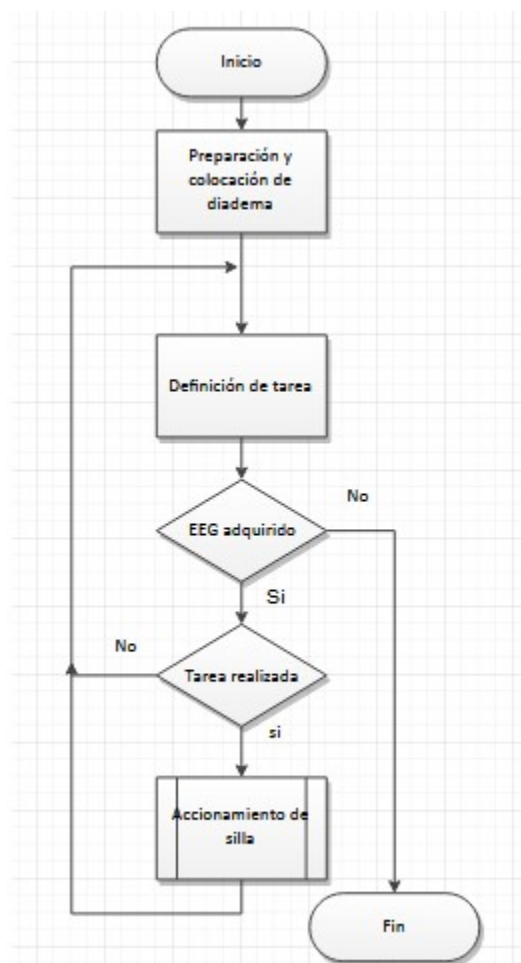 Inicio
Preparación y
colocación de
diadema
Definición de tarea
No
EEG adquirido
Si
No
Tarea realizada
si
Accionamiento de
silla
Fin